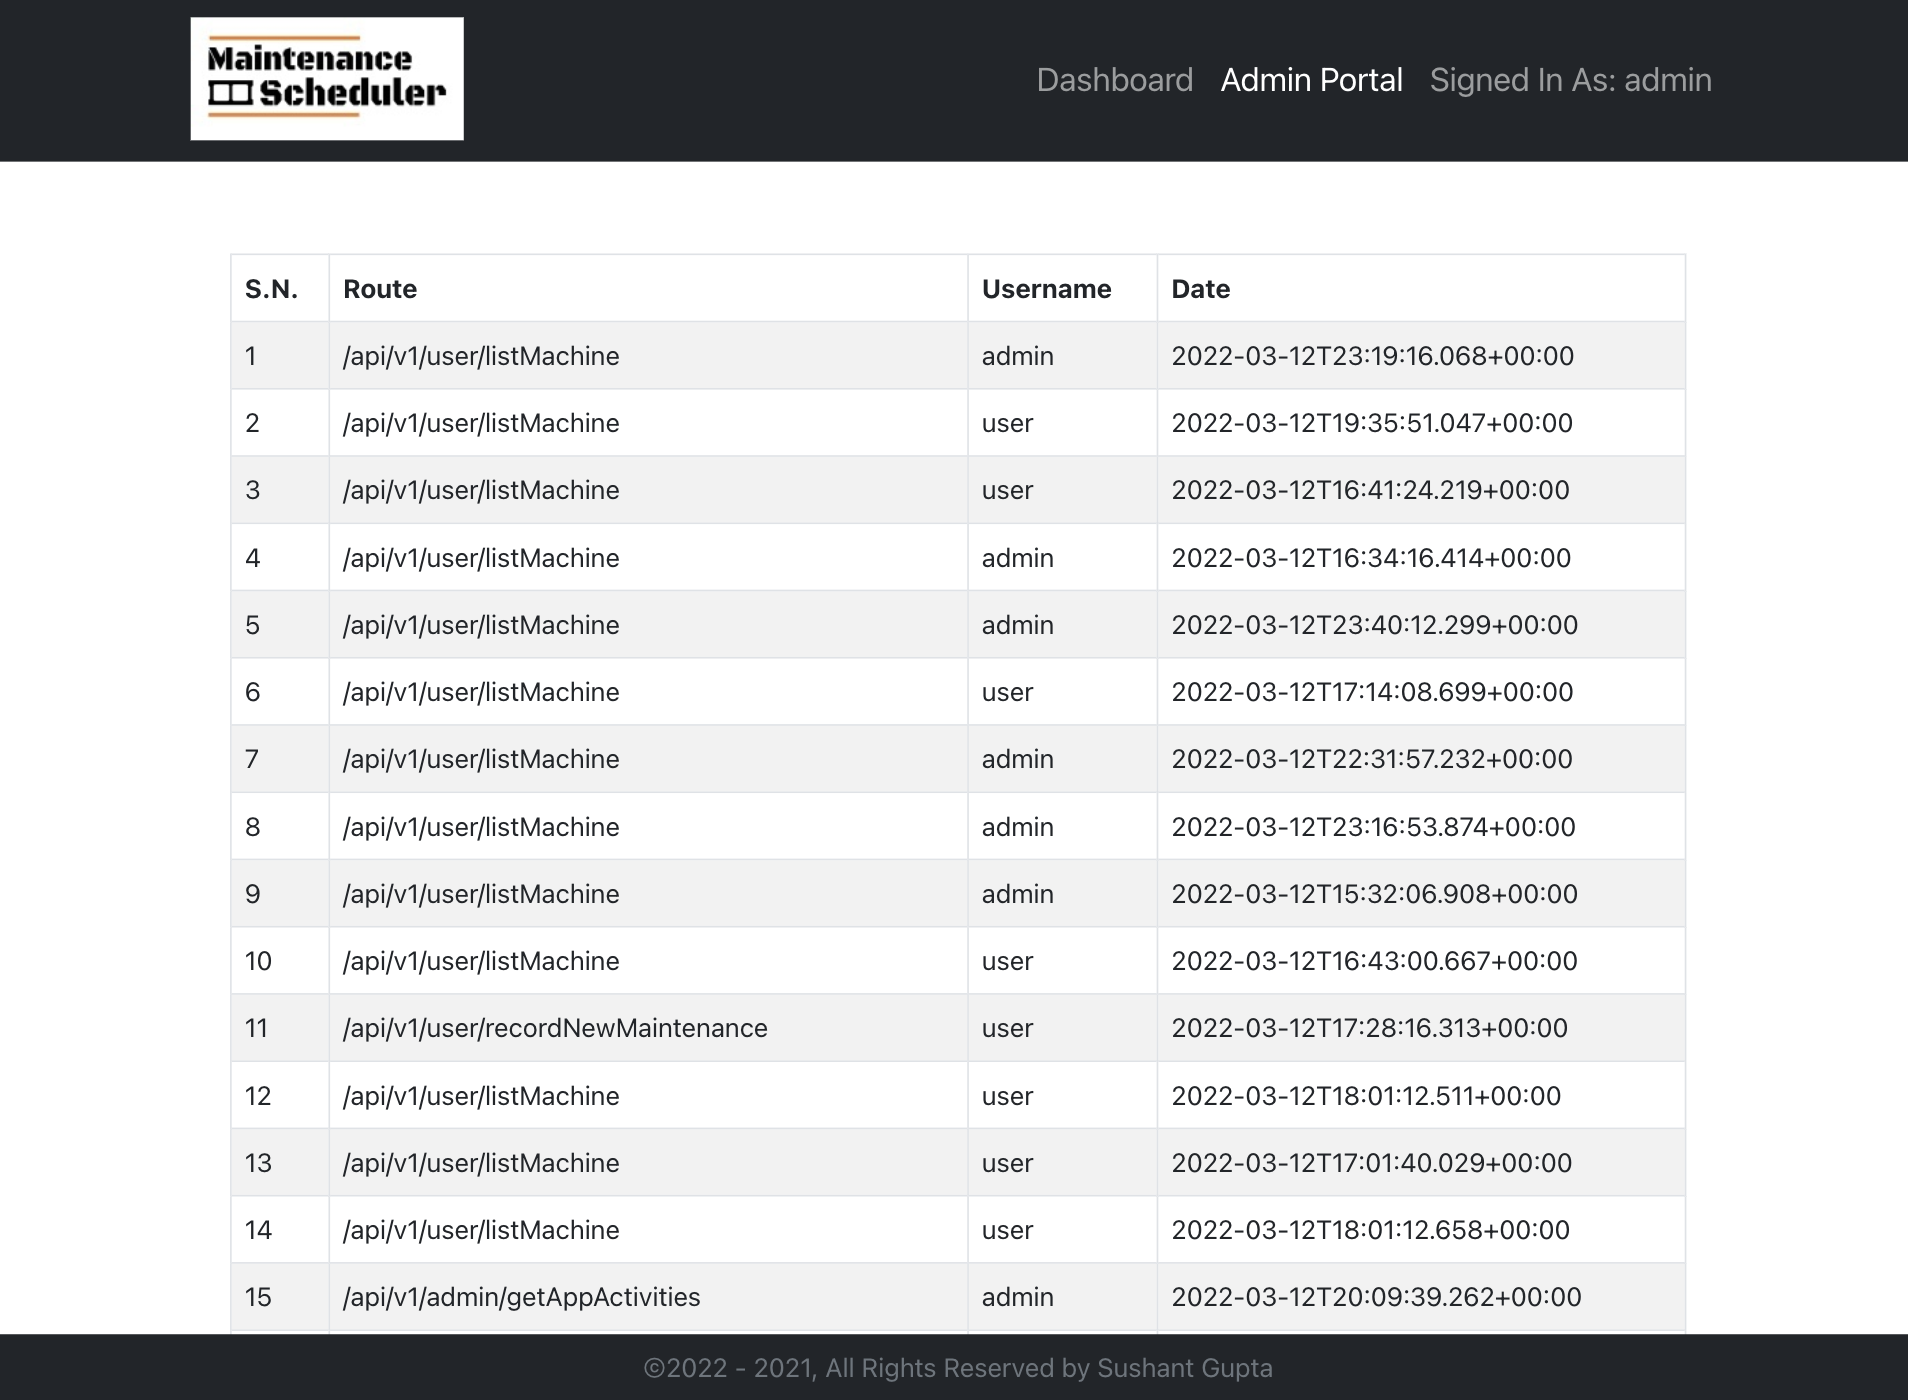 Maintenance
Scheduler
Dashboard Admin Portal Signed In As: admin
S.N. Route Username Date
1 /api/v1/user/listMachine admin 2022-03-12T23:19:16.068+00:00
2 /api/v1/user/listMachine user 2022-03-12T19:35:51.047+00:00
3 /api/v1/user/listMachine user 2022-03-12T16:41:24.219+00:00
4 /api/v1/user/listMachine admin 2022-03-12T16:34:16.414+00:00
5 /api/v1/user/listMachine admin 2022-03-12T23:40:12.299+00:00
6 /api/v1/user/listMachine user 2022-03-12T17:14:08.699+00:00
7 /api/v1/user/listMachine admin 2022-03-12T22:31:57.232+00:00
8 /api/v1/user/listMachine admin 2022-03-12T23:16:53.874+00:00
9 /api/v1/user/listMachine admin 2022-03-12T15:32:06.908+00:00
10 /api/v1/user/listMachine user 2022-03-12T16:43:00.667+00:00
11 /api/v1/user/recordNewMaintenance user 2022-03-12T17:28:16.313+00:00
12 /api/v1/user/listMachine user 2022-03-12T18:01:12.511+00:00
13 /api/v1/user/listMachine user 2022-03-12T17:01:40.029+00:00
14 /api/v1/user/listMachine user 2022-03-12T18:01:12.658+00:00
15 /api/v1/admin/getAppActivities admin 2022-03-12T20:09:39.262+00:00
©2022 - 2021, All Rights Reserved by Sushant Gupta